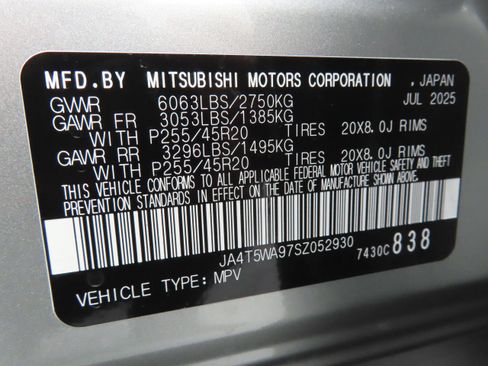 MFD.BY MITSUBISHI MOTORS CORPORATION , JAPAN
GVWR 6063LBS/2750KG JUL 2025
GAWR FR 3053LBS/1385KG
WITH P255/45R20 TIRES 20X8.0J RIMS
GAWR RR 3296LBS/1495KG
WITH P255/45R20 TIRES 20X8.0J RIMS
THIS VEHICLE CONFORMS TO ALL APPLICABLE FEDERAL MOTOR VEHICLE SAFETY AND THEFT
PREVENTION STANDARDS IN EFFECT ON THE DATE OF MANUFACTURE SHOWN ABOVE.
JA4T5WA97SZ052930 7430C838
VEHICLE TYPE: MPV